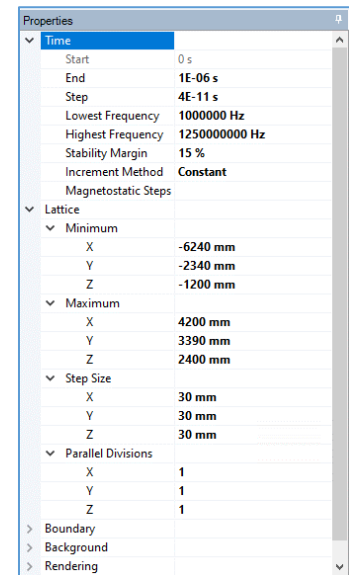 Properties
Time
Start 0 s
End 1E-06 s
Step 4E-11 s
Lowest Frequency 1000000 Hz
Highest Frequency 1250000000 Hz
Stability Margin 15 %
Increment Method Constant
Magnetostatic Steps
Lattice
Minimum
X -6240 mm
Y -2340 mm
Z -1200 mm
Maximum
X 4200 mm
Y 3390 mm
Z 2400 mm
Step Size
X 30 mm
Y 30 mm
Z 30 mm
Parallel Divisions
X 1
Y 1
Z 1
Boundary
Background
Rendering